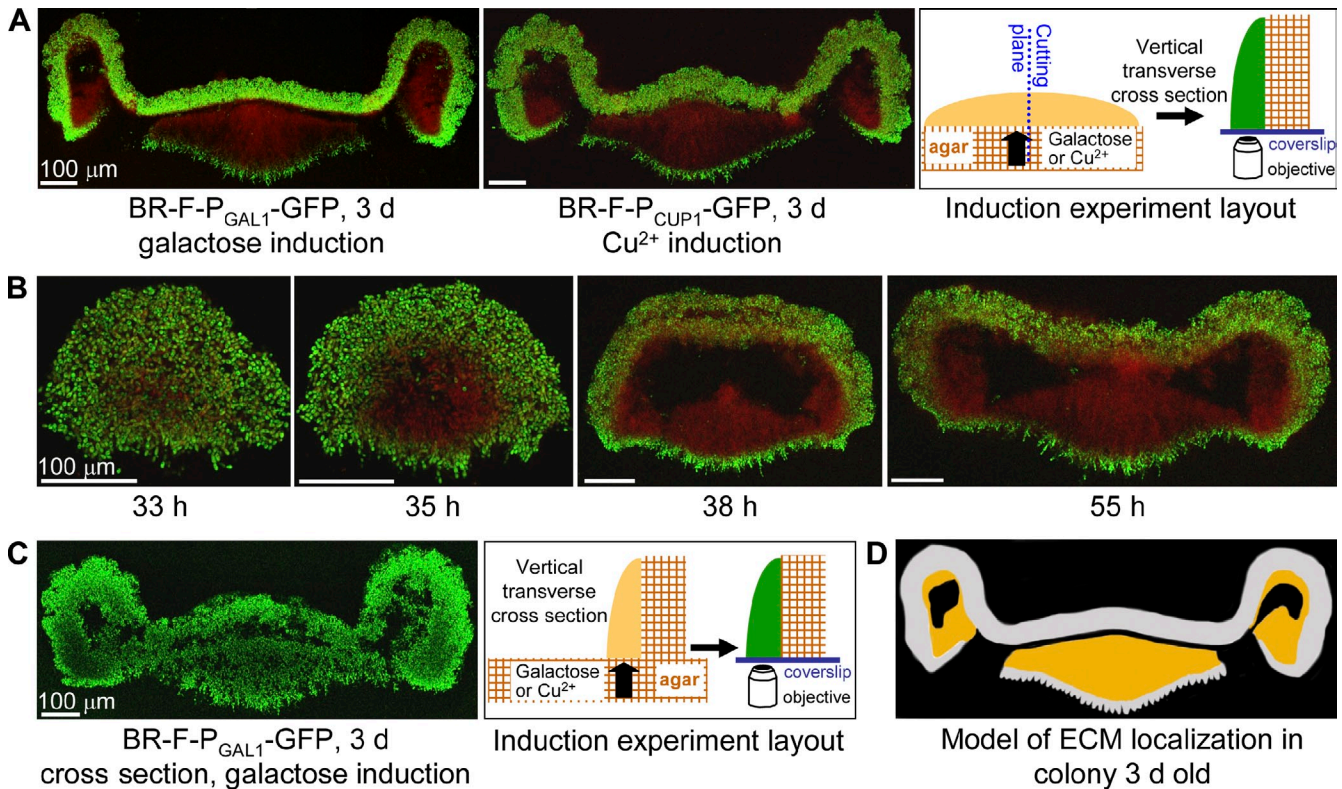 A
100 μm
BR-F-P_GAL1-GFP, 3 d
galactose induction
BR-F-P_CUP1-GFP, 3 d
Cu²⁺ induction
Cutting
plane
Vertical
transverse
cross section
agar
Galactose
or Cu²⁺
coverslip
objective
Induction experiment layout
B
100 μm
33 h
100 μm
35 h
38 h
55 h
C
100 μm
BR-F-P_GAL1-GFP, 3 d
cross section, galactose induction
Vertical
transverse
cross section
Galactose
or Cu²⁺
agar
coverslip
objective
Induction experiment layout
D
Model of ECM localization in
colony 3 d old